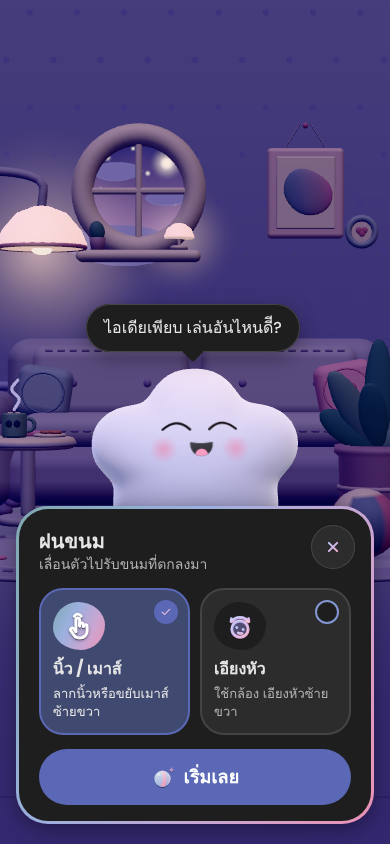 ไอเดียเพียบ เล่นอันไหนดี?
ฝนขนม
เลื่อนตัวไปรับขนมที่ตกลงมา
นิ้ว / เมาส์
ลากนิ้วหรือขยับเมาส์
ซ้ายขวา
เอียงหัว
ใช้กล้อง เอียงหัวซ้าย
ขวา
เริ่มเลย